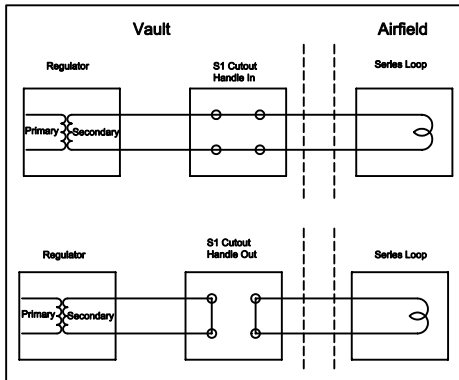 Vault Airfield
Regulator
S1 Cutout
Handle In
Series Loop
Primary Secondary
Regulator
S1 Cutout
Handle Out
Series Loop
Primary Secondary